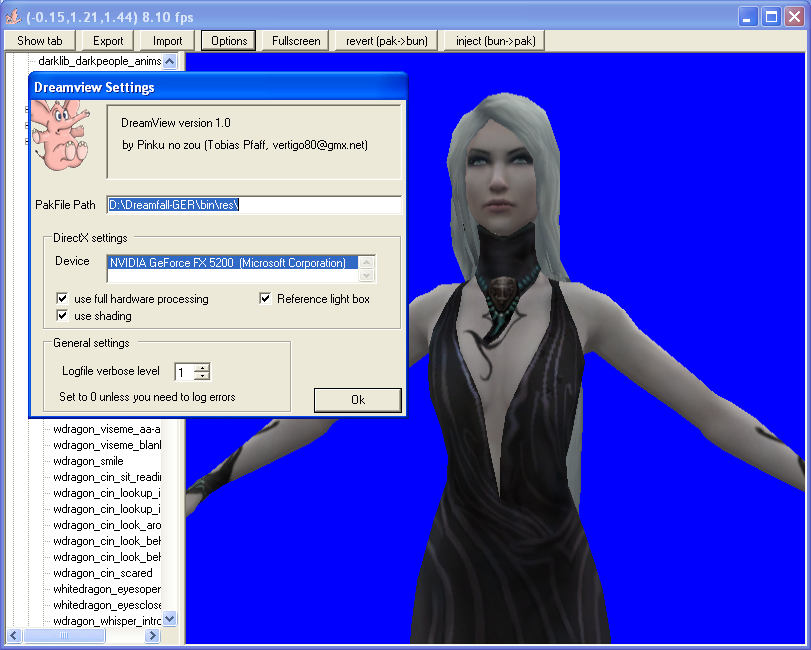 (-0.15,1.21,1.44) 8.10 fps
Show tab Export Import Options Fullscreen revert (pak->bun) inject (bun->pak)
darklib_darkpeople_anims
Dreamview Settings
DreamView version 1.0
by Pinku no zou (Tobias Pfaff, vertigo80@gmx.net)
PakFile Path D:\Dreamfall-GER\bin\res\
DirectX settings
Device NVIDIA GeForce FX 5200 (Microsoft Corporation)
use full hardware processing Reference light box
use shading
General settings
Logfile verbose level 1
Set to 0 unless you need to log errors
Ok
wdragon_viseme_aa-a
wdragon_viseme_blanl
wdragon_smile
wdragon_cin_sit_readir
wdragon_cin_lookup_i
wdragon_cin_lookup_i
wdragon_cin_look_aro
wdragon_cin_look_beh
wdragon_cin_look_beh
wdragon_cin_scared
whitedragon_eyesopen
whitedragon_eyesclose
wdragon_whisper_intro